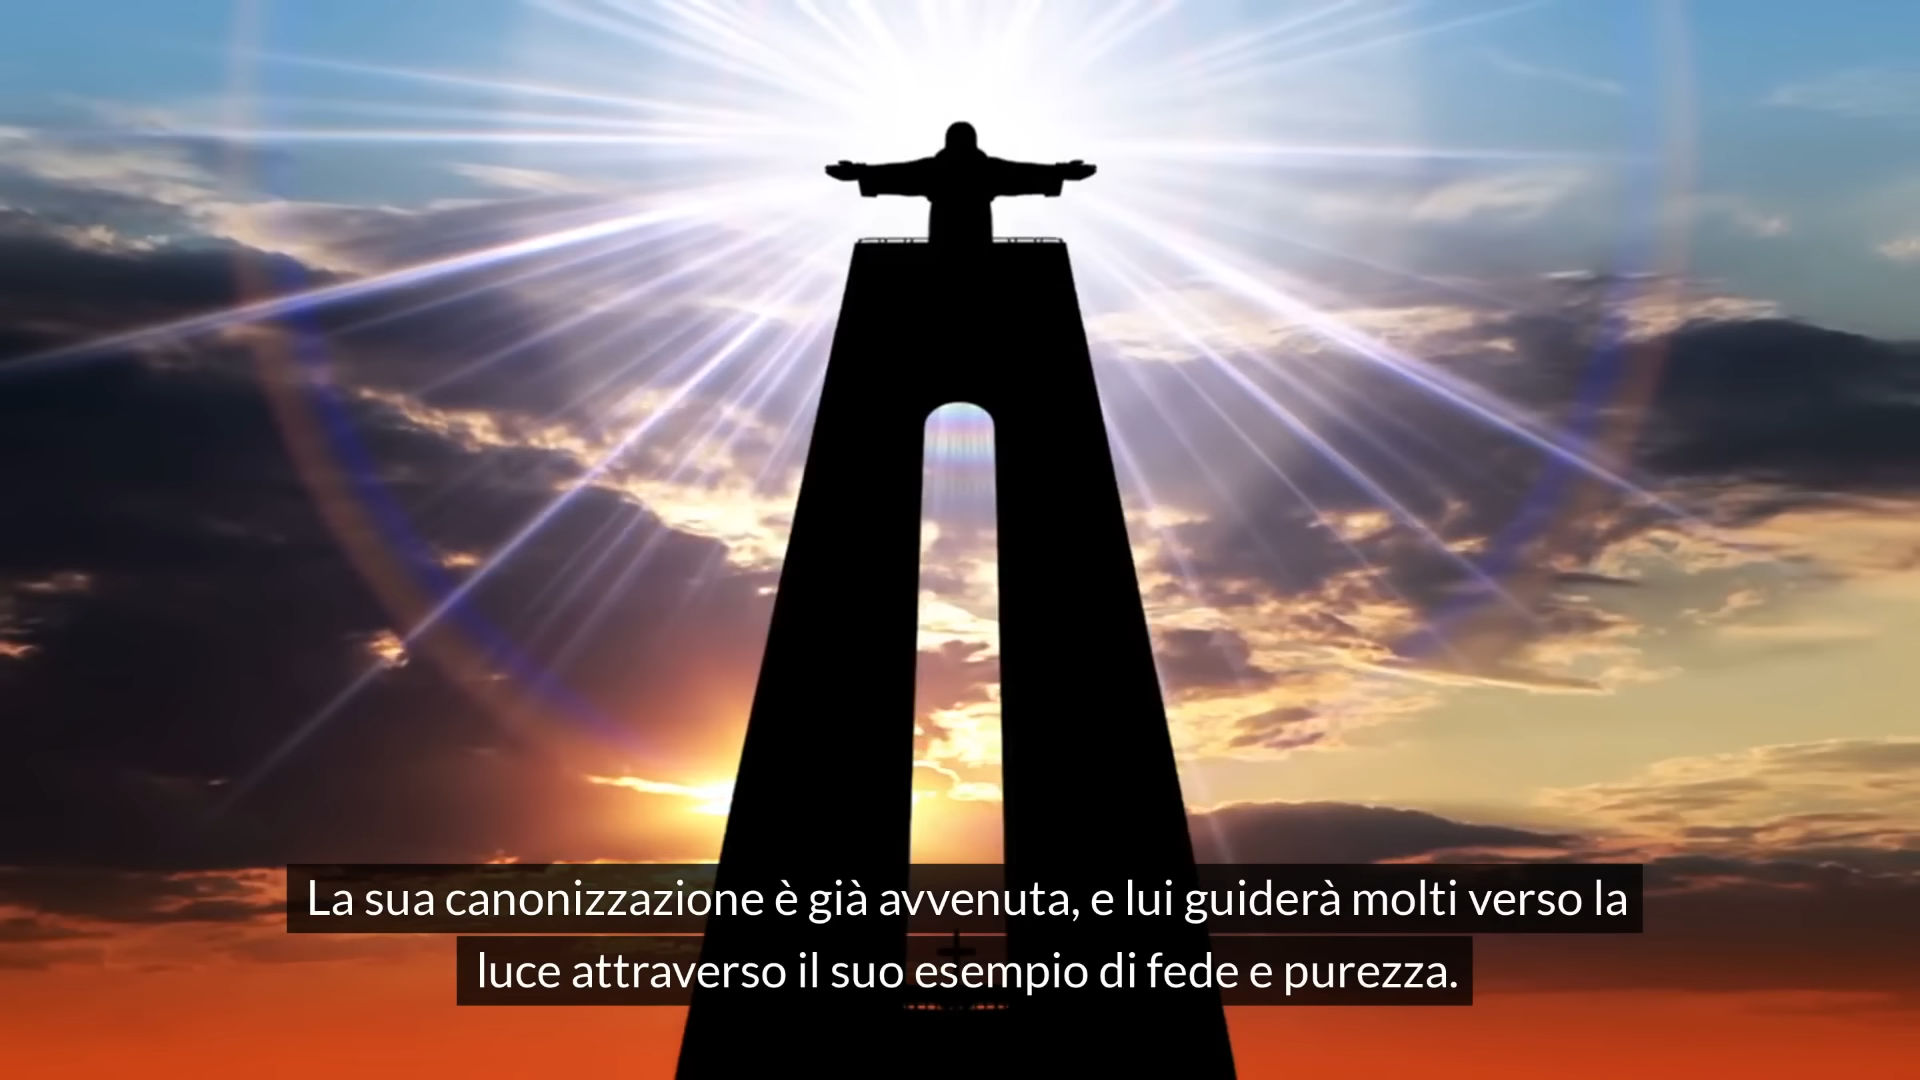 La sua canonizzazione è già avvenuta, e lui guiderà molti verso la
luce attraverso il suo esempio di fede e purezza.